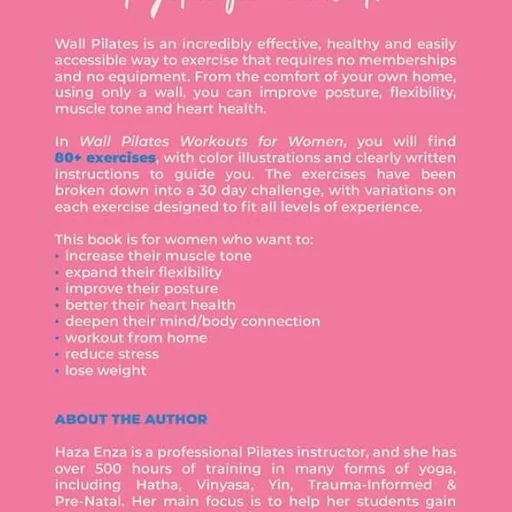 Wall Pilates is an incredibly effective, healthy and easily
accessible way to exercise that requires no memberships
and no equipment. From the comfort of your own home,
using only a wall, you can improve posture, flexibility,
muscle tone and heart health.
In Wall Pilates Workouts for Women, you will find
80+ exercises, with color illustrations and clearly written
instructions to guide you. The exercises have been
broken down into a 30 day challenge, with variations on
each exercise designed to fit all levels of experience.
This book is for women who want to:
• increase their muscle tone
• expand their flexibility
• improve their posture
• better their heart health
• deepen their mind/body connection
• workout from home
• reduce stress
• lose weight
ABOUT THE AUTHOR
Haza Enza is a professional Pilates instructor, and she has
over 500 hours of training in many forms of yoga,
including Hatha, Vinyasa, Yin, Trauma-Informed &
Pre-Natal. Her main focus is to help her students gain